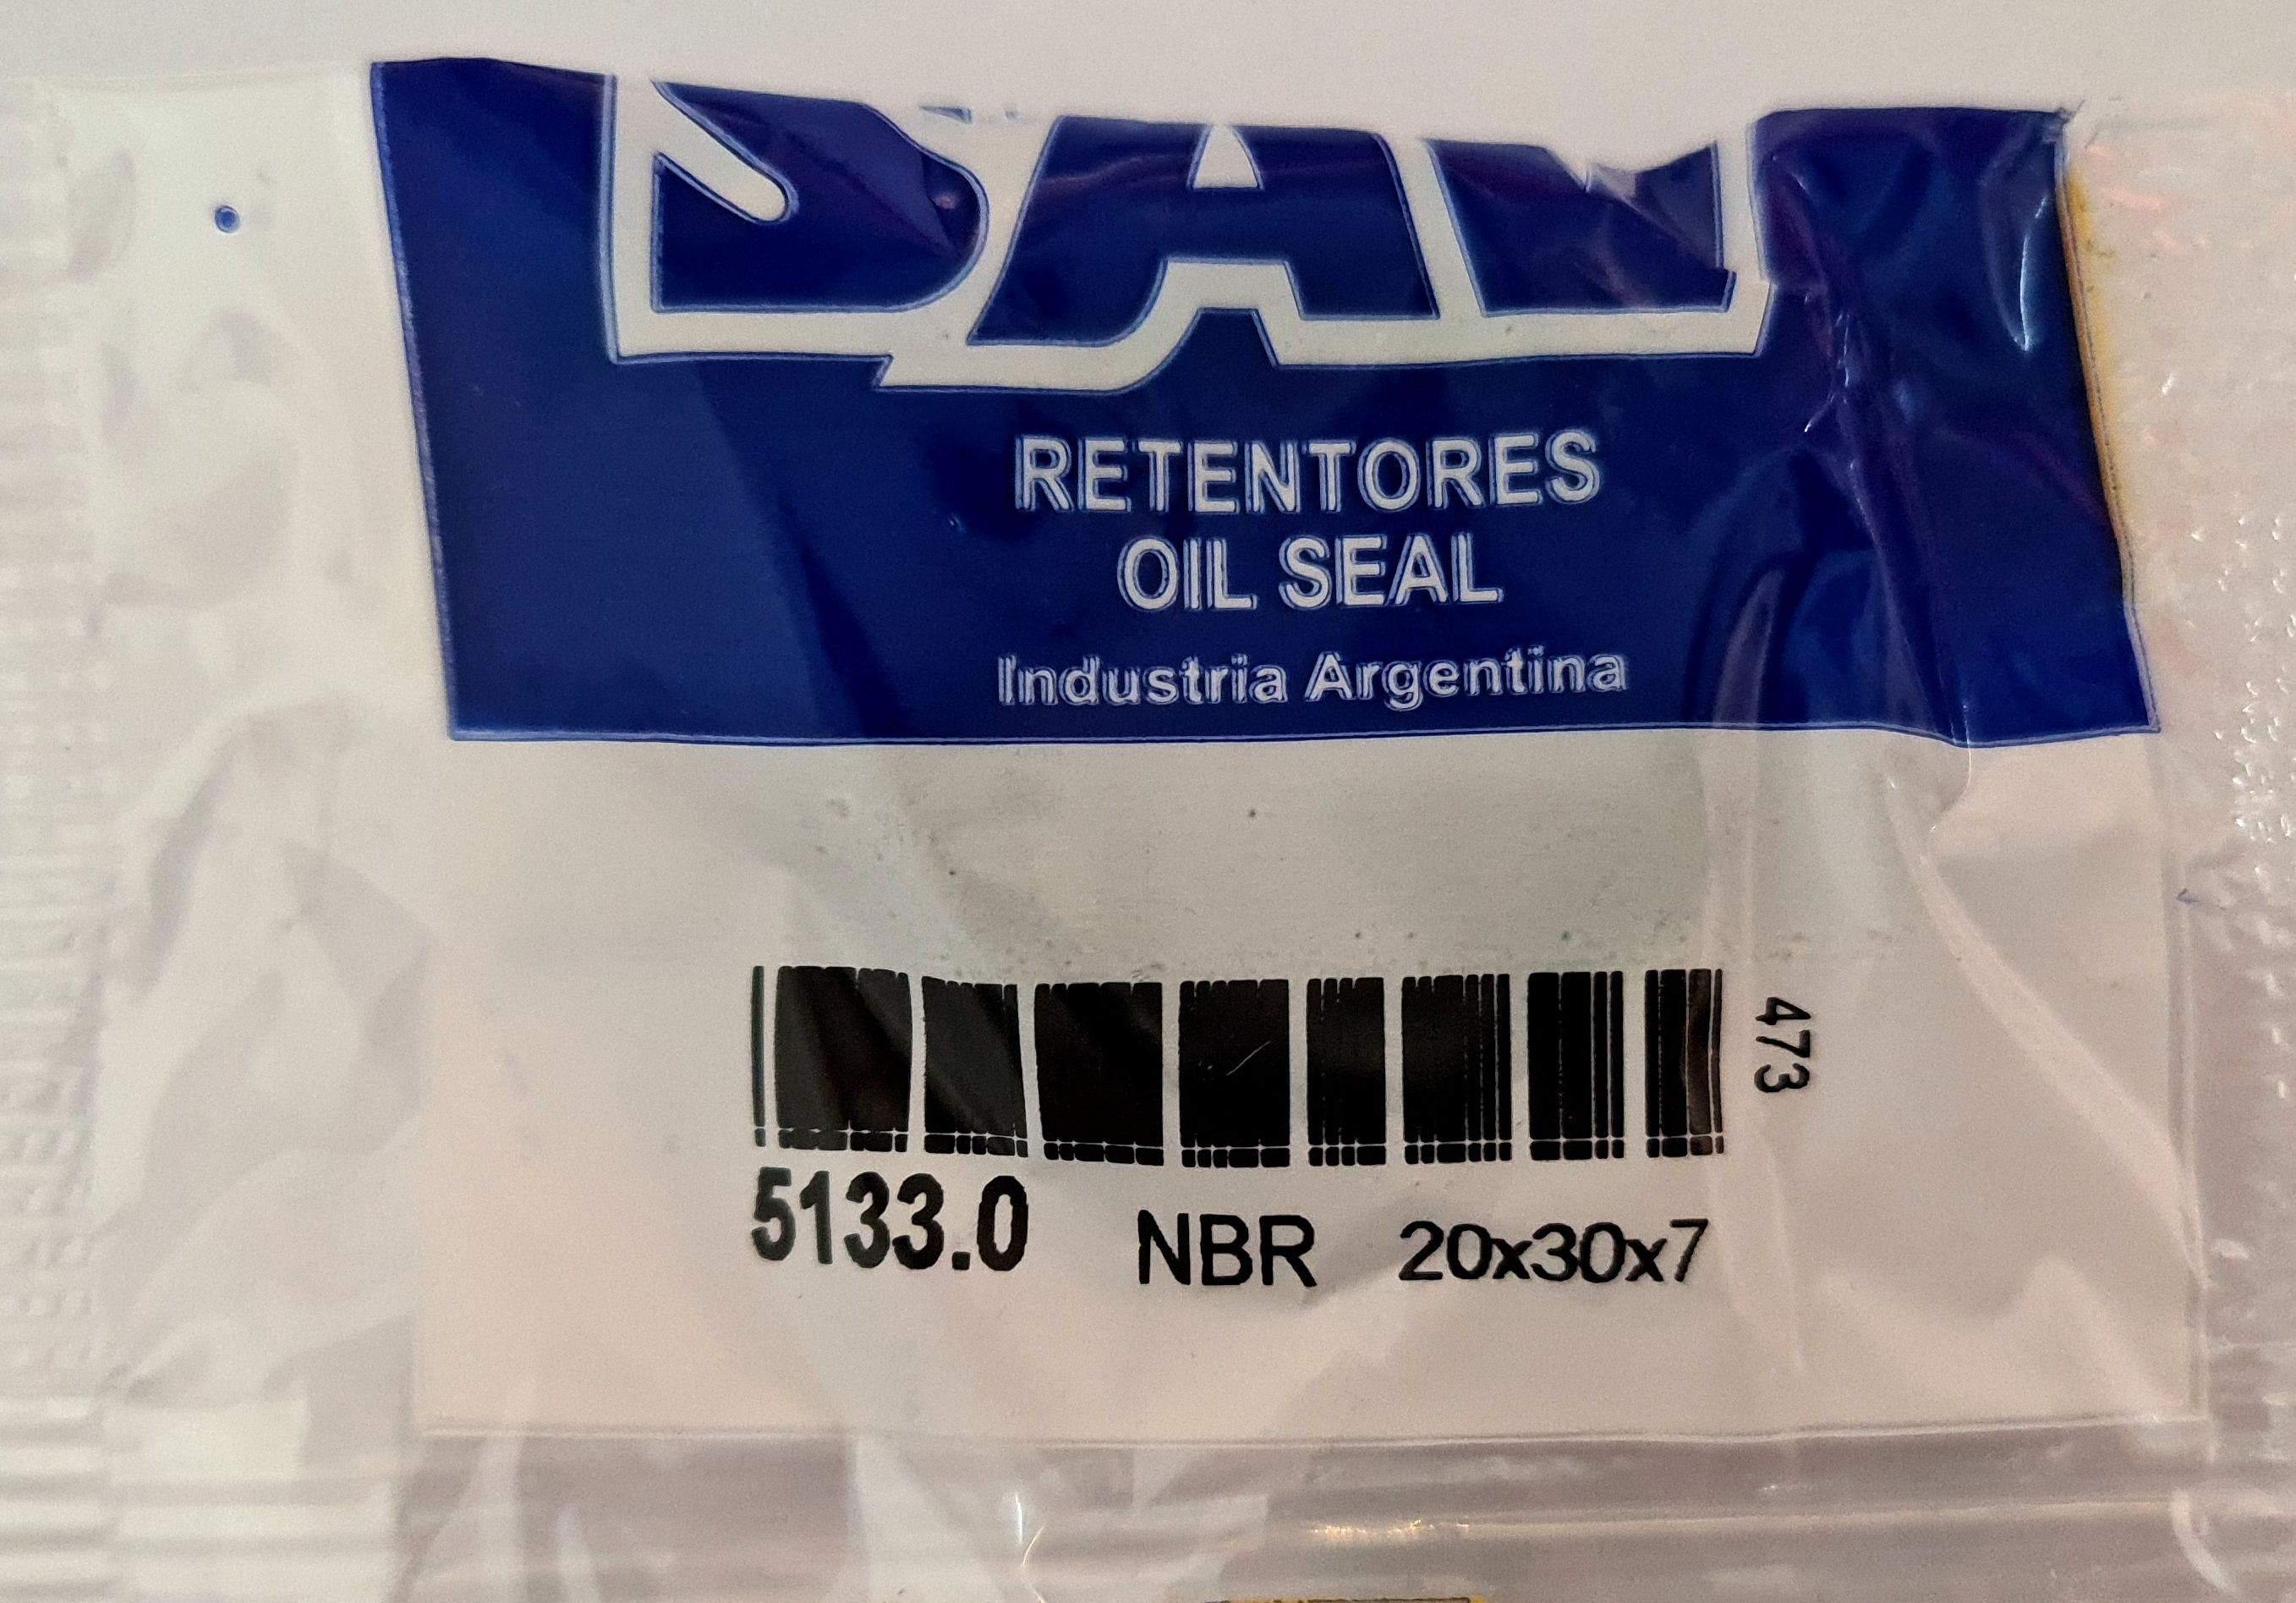 RETENTORES
OIL SEAL
Industria Argentina
473
5133.0 NBR 20x30x7